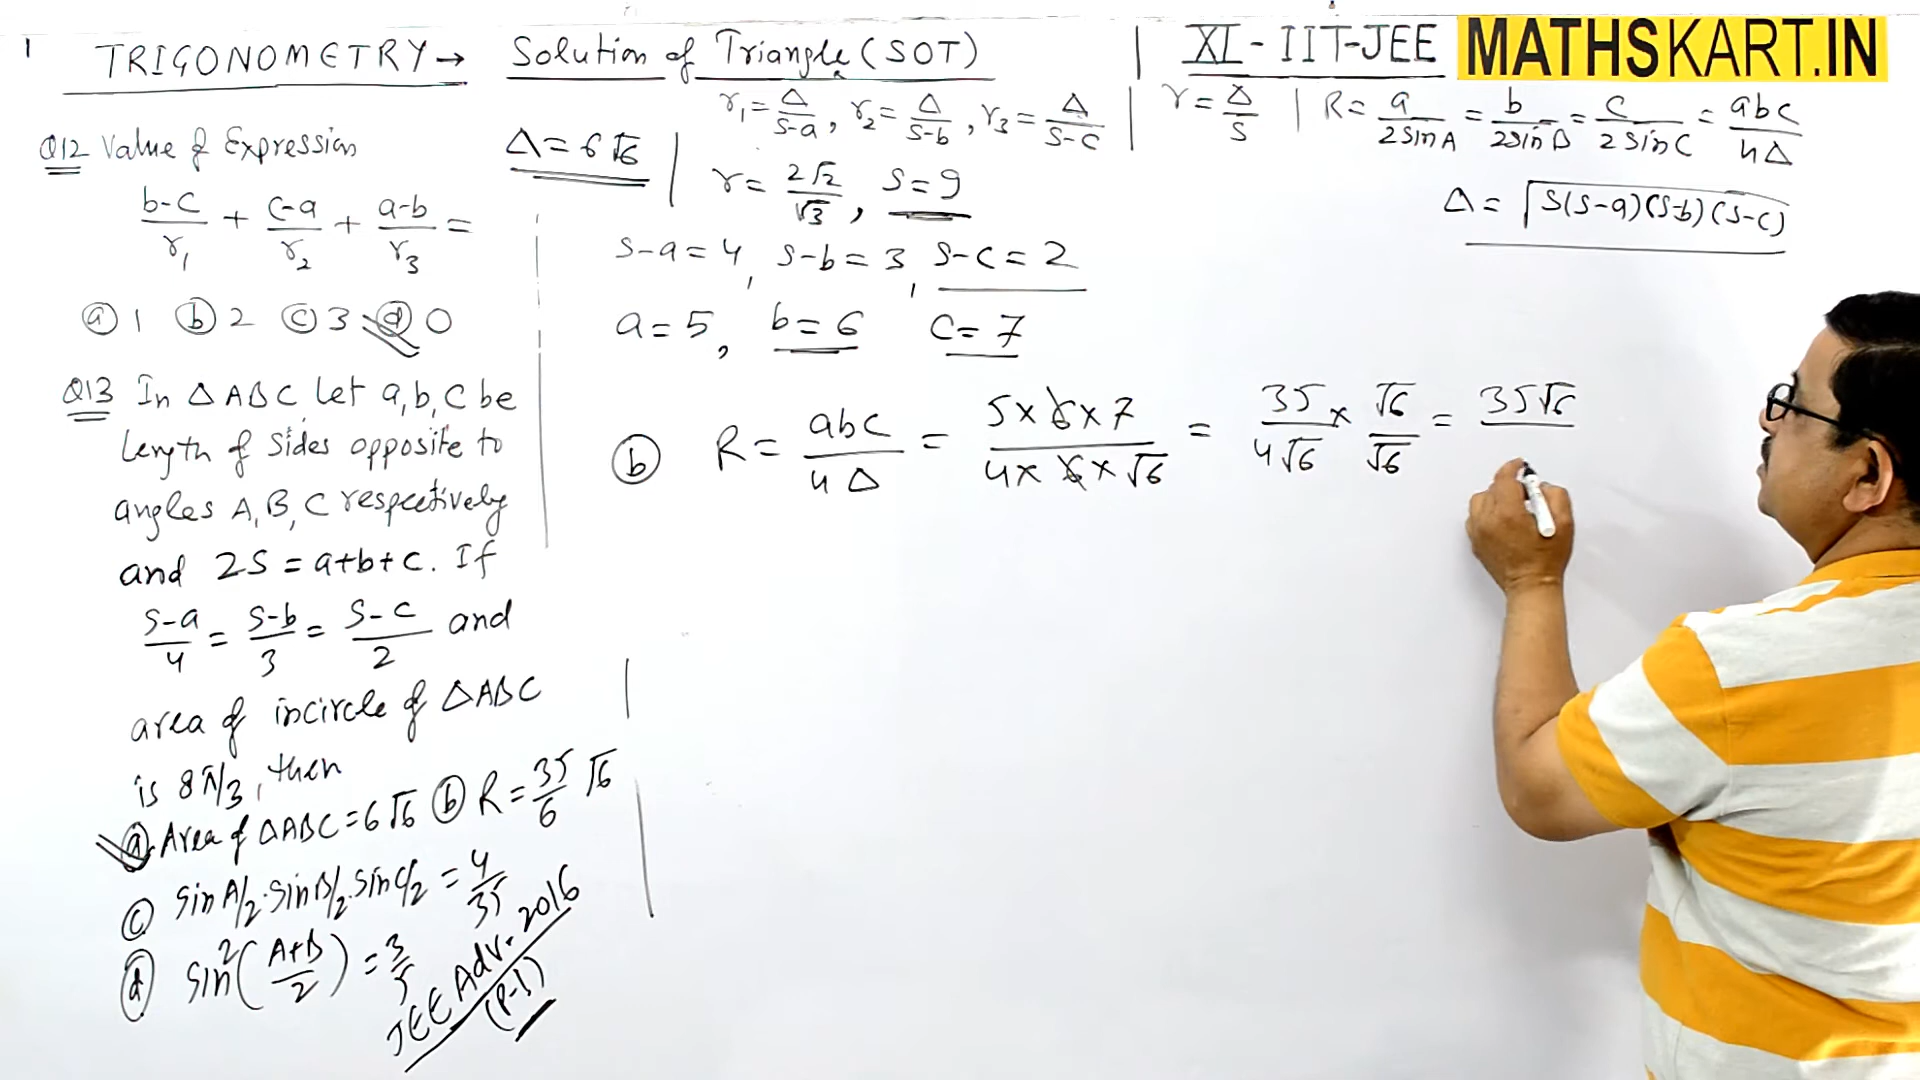 1
TRIGONOMETRY → Solution of Triangle (SOT) | XI - IIT-JEE MATHSKART.IN
r₁ = Δ/(s-a), r₂ = Δ/(s-b), r₃ = Δ/(s-c) | r = Δ/s | R = a/(2 sin A) = b/(2 sin B) = c/(2 sin C) = abc/(4Δ)
Δ = √(s(s-a)(s-b)(s-c))
Q12 Value of Expression
(b-c)/r₁ + (c-a)/r₂ + (a-b)/r₃ =
(a) 1 (b) 2 (c) 3 (d) 0
Q13 In Δ ABC Let a, b, c be
Length of sides opposite to
angles A, B, C respectively
and 2s = a+b+c. If
(s-a)/4 = (s-b)/3 = (s-c)/2 and
area of incircle of ΔABC
is 8π/3, then
(a) Area of ΔABC = 6√6 (b) R = 35/6 √6
(c) sin A/2 . sin B/2 . sin C/2 = 4/35
(d) sin²((A+B)/2) = 3/5
JEE Adv. 2016
(P-1)
Δ = 6√6 | r = 2√2/√3, s = 9
s-a = 4, s-b = 3, s-c = 2
a = 5, b = 6 c = 7
(b) R = abc/(4Δ) = (5×6×7)/(4×6×√6) = 35/(4√6) × √6/√6 = 35√6